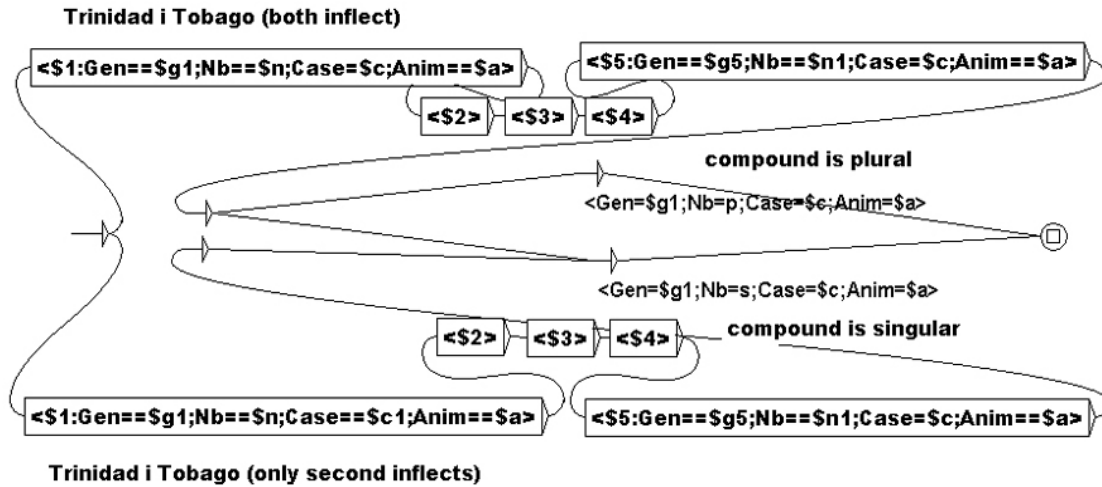 Trinidad i Tobago (both inflect)
<$1:Gen==$g1;Nb==$n;Case=$c;Anim==$a>
<$5:Gen==$g5;Nb==$n1;Case=$c;Anim==$a>
<$2> <$3> <$4>
compound is plural
<Gen=$g1;Nb=p;Case=$c;Anim=$a>
<Gen=$g1;Nb=s;Case=$c;Anim=$a>
compound is singular
<$2> <$3> <$4>
<$1:Gen==$g1;Nb==$n;Case==$c1;Anim==$a>
<$5:Gen==$g5;Nb==$n1;Case=$c;Anim==$a>
Trinidad i Tobago (only second inflects)